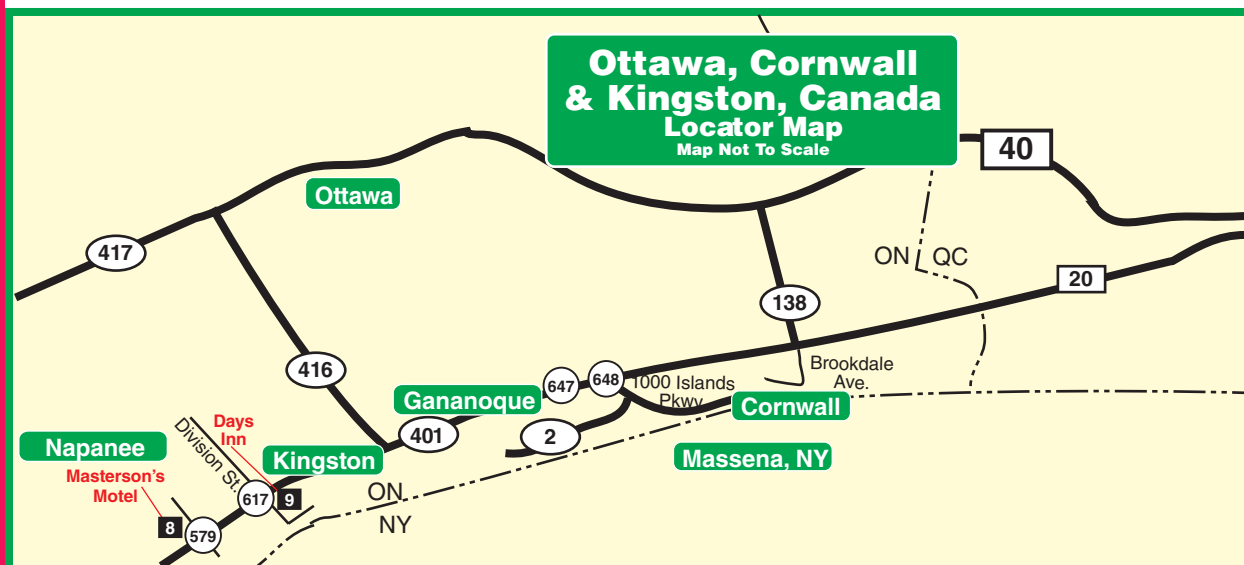 Ottawa, Cornwall
& Kingston, Canada
Locator Map
Map Not To Scale
40
Ottawa
417
ON
QC
20
138
416
Brookdale
Ave.
647
648
1000 Islands
Pkwy
Gananoque
Cornwall
401
2
Days
Inn
Division St.
Napanee
Kingston
Massena, NY
Masterson's
Motel
617
9
ON
NY
8
579